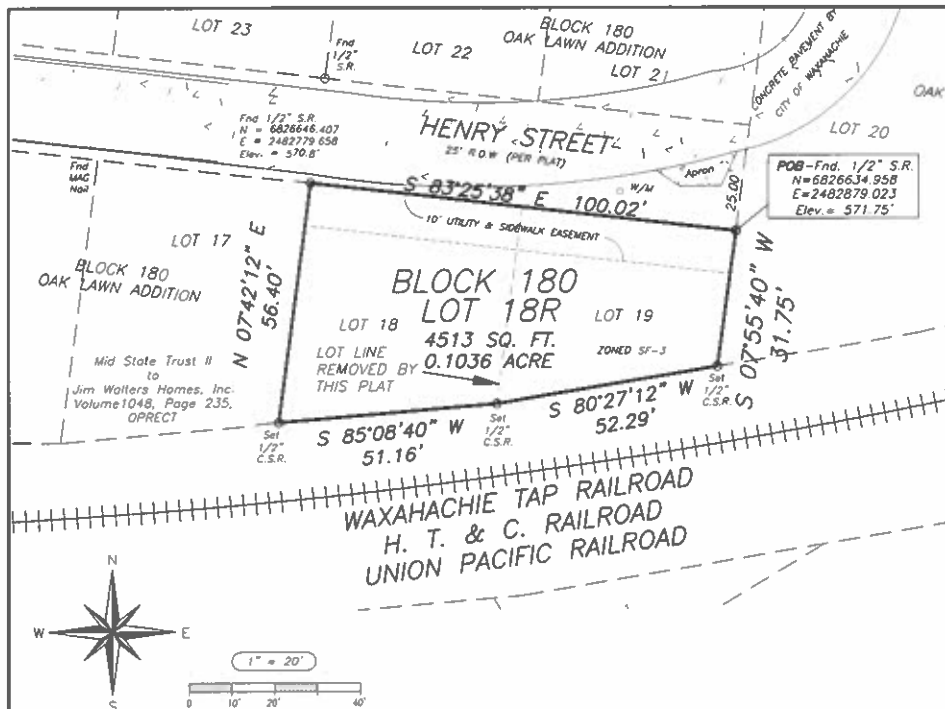 LOT 23
Fnd
1/2"
S.R.
LOT 22
BLOCK 180
OAK LAWN ADDITION
LOT 21
CONCRETE PAVEMENT BY
CITY OF WAXAHACHIE
OAK
LOT 20
Fnd 1/2" S.R.
N = 6826646.407
E = 2482779.658
Elev. = 570.8'
HENRY STREET
25' R.O.W (PER PLAT)
Apron
W/M
25.00'
POB-Fnd. 1/2" S.R.
N=6826634.958
E=2482879.023
Elev.= 571.75'
Fnd
MAG
Nail
S 83°25'38" E 100.02'
10' UTILITY & SIDEWALK EASEMENT
LOT 17
BLOCK 180
OAK LAWN ADDITION
N 07°42'12" E
56.40'
BLOCK 180
LOT 18R
LOT 18
LOT 19
4513 SQ. FT.
0.1036 ACRE
ZONED SF-3
LOT LINE
REMOVED BY
THIS PLAT
S 07°55'40" W
31.75'
Mid State Trust II
to
Jim Walters Homes, Inc.
Volume1048, Page 235,
OPRECT
Set
1/2"
C.S.R.
S 85°08'40" W
51.16'
Set
1/2"
C.S.R.
S 80°27'12" W
52.29'
Set
1/2"
C.S.R.
WAXAHACHIE TAP RAILROAD
H. T. & C. RAILROAD
UNION PACIFIC RAILROAD
N
W
E
S
1" = 20'
0 10' 20' 40'